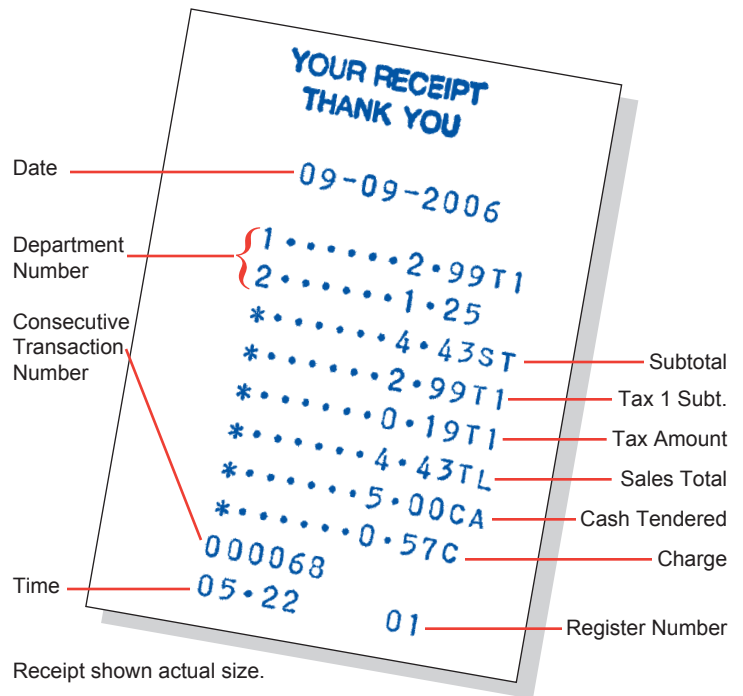 YOUR RECEIPT
THANK YOU
Date
09-09-2006
Department
Number
1••••••2•99T1
2••••••1•25
Consecutive
Transaction
Number
*••••••4•43ST
Subtotal
*••••••2•99T1
Tax 1 Subt.
*••••••0•19T1
Tax Amount
*••••••4•43TL
Sales Total
*••••••5•00CA
Cash Tendered
*••••••0•57C
Charge
000068
Time
05•22
01
Register Number
Receipt shown actual size.